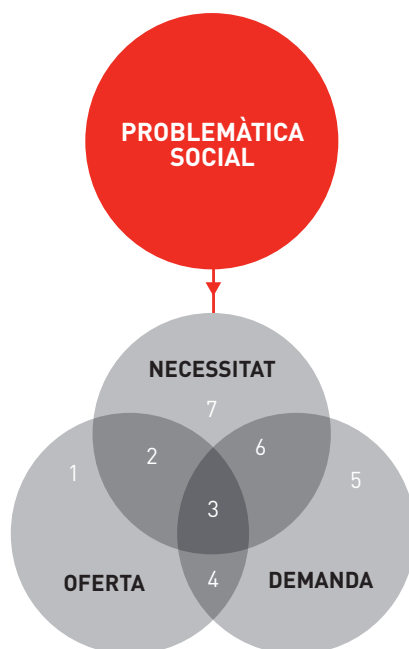 PROBLEMÀTICA
SOCIAL
NECESSITAT
7
1
2
6
5
3
OFERTA
4
DEMANDA